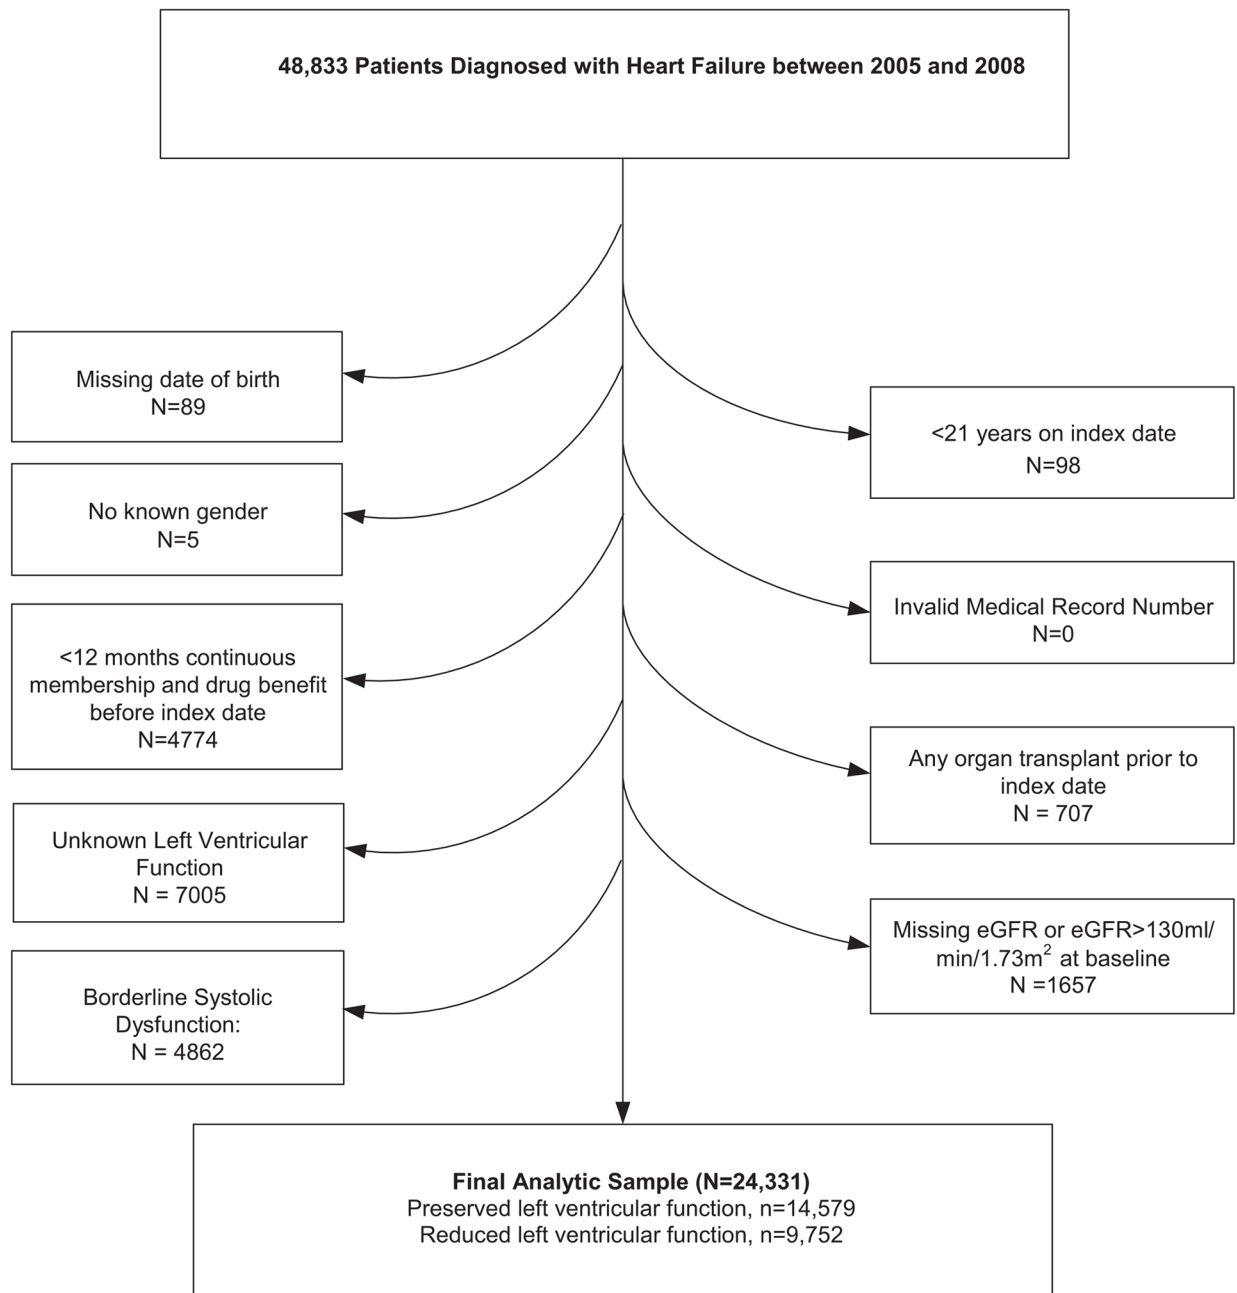 48,833 Patients Diagnosed with Heart Failure between 2005 and 2008
Missing date of birth
N=89
<21 years on index date
N=98
No known gender
N=5
Invalid Medical Record Number
N=0
<12 months continuous
membership and drug benefit
before index date
N=4774
Any organ transplant prior to
index date
N = 707
Unknown Left Ventricular
Function
N = 7005
Missing eGFR or eGFR>130ml/
min/1.73m² at baseline
N =1657
Borderline Systolic
Dysfunction:
N = 4862
Final Analytic Sample (N=24,331)
Preserved left ventricular function, n=14,579
Reduced left ventricular function, n=9,752